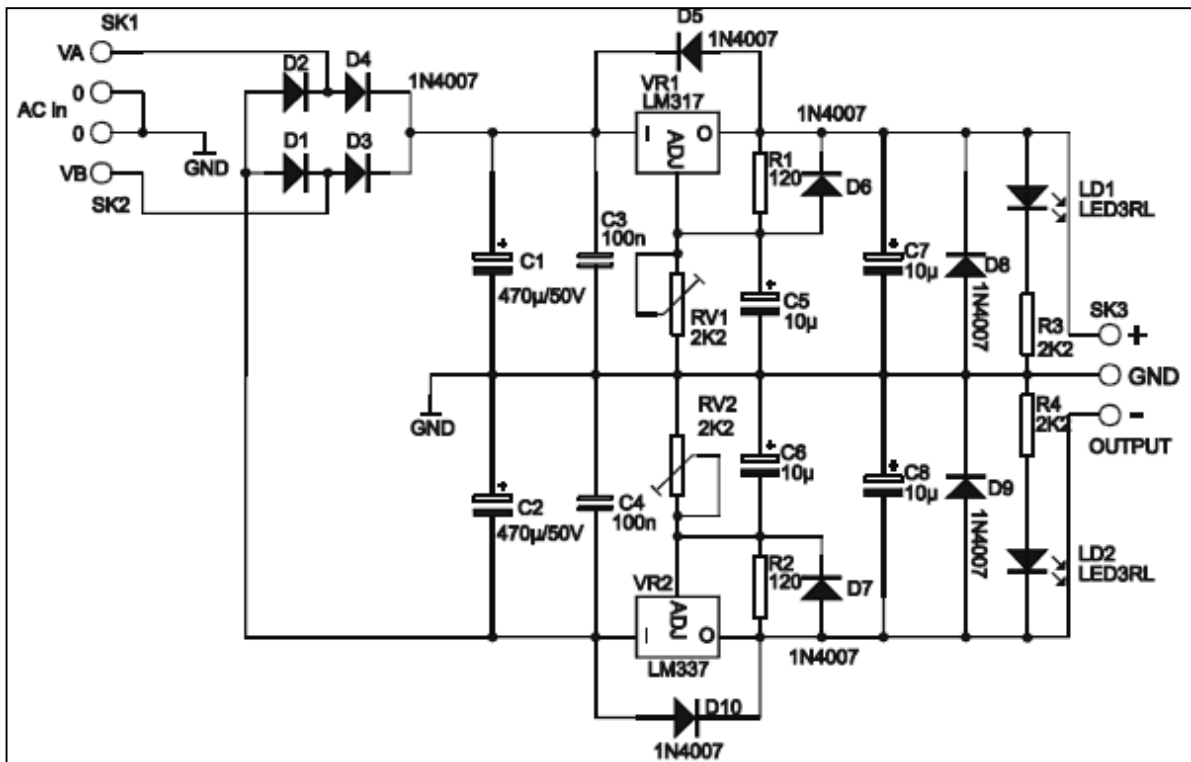 SK1
VA
0
AC In
0
GND
VB
SK2
D2
D4
1N4007
D1
D3
D5
1N4007
VR1
LM317
I
ADJ
O
1N4007
R1
120
D6
C3
100n
C1
470µ/50V
RV1
2K2
C5
10µ
C7
10µ
D8
1N4007
LD1
LED3RL
R3
2K2
SK3
+
GND
-
OUTPUT
GND
RV2
2K2
R4
2K2
C2
470µ/50V
C4
100n
C6
10µ
C8
10µ
D9
1N4007
LD2
LED3RL
VR2
R2
120
D7
I
ADJ
O
LM337
1N4007
D10
1N4007